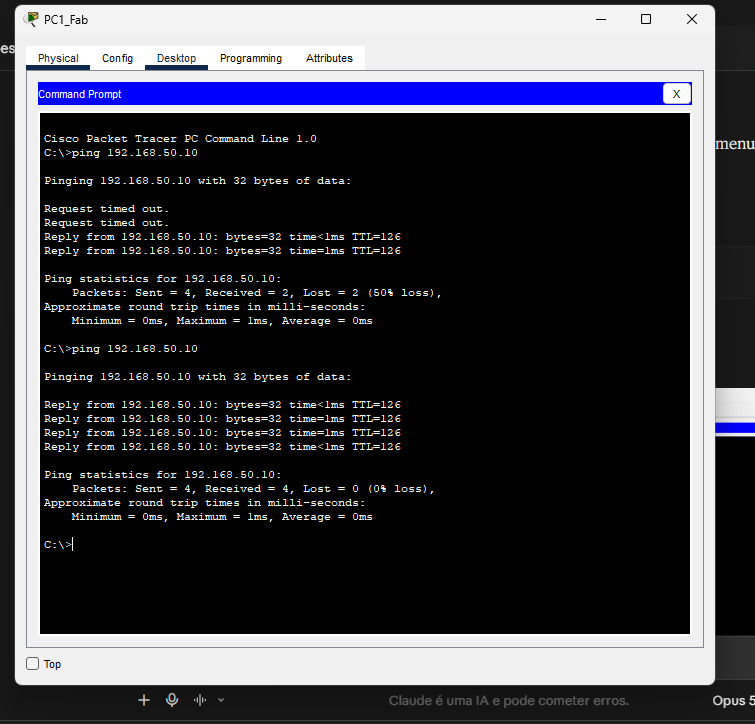 PC1_Fab
es
Physical Config Desktop Programming Attributes
Command Prompt
X
menu
Cisco Packet Tracer PC Command Line 1.0
C:\>ping 192.168.50.10
Pinging 192.168.50.10 with 32 bytes of data:
Request timed out.
Request timed out.
Reply from 192.168.50.10: bytes=32 time<1ms TTL=126
Reply from 192.168.50.10: bytes=32 time=1ms TTL=126
Ping statistics for 192.168.50.10:
Packets: Sent = 4, Received = 2, Lost = 2 (50% loss),
Approximate round trip times in milli-seconds:
Minimum = 0ms, Maximum = 1ms, Average = 0ms
C:\>ping 192.168.50.10
Pinging 192.168.50.10 with 32 bytes of data:
Reply from 192.168.50.10: bytes=32 time<1ms TTL=126
Reply from 192.168.50.10: bytes=32 time=1ms TTL=126
Reply from 192.168.50.10: bytes=32 time=1ms TTL=126
Reply from 192.168.50.10: bytes=32 time<1ms TTL=126
Ping statistics for 192.168.50.10:
Packets: Sent = 4, Received = 4, Lost = 0 (0% loss),
Approximate round trip times in milli-seconds:
Minimum = 0ms, Maximum = 1ms, Average = 0ms
C:\>
Top
Claude é uma IA e pode cometer erros.
Opus 5